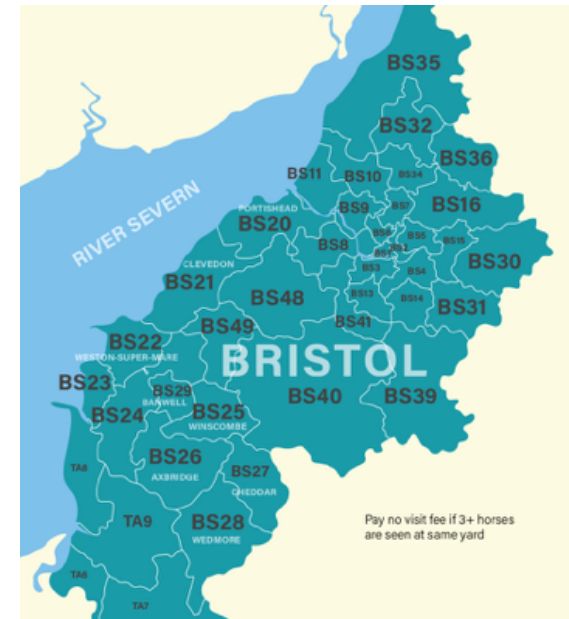 BS35
BS32
BS36
BS34
BS11
BS10
BS16
BS7
BS9
PORTISHEAD
BS20
BS6
BS5
BS15
BS8
BS2
BS1
RIVER SEVERN
BS30
CLEVEDON
BS3
BS4
BS21
BS48
BS13
BS14
BS31
BS49
BS41
BS22
WESTON-SUPER-MARE
BRISTOL
BS23
BS29
BANWELL
BS40
BS39
BS24
BS25
WINSCOMBE
BS26
BS27
AXBRIDGE
CHEDDAR
TA8
TA9
BS28
WEDMORE
Pay no visit fee if 3+ horses
are seen at same yard
TA6
TA7